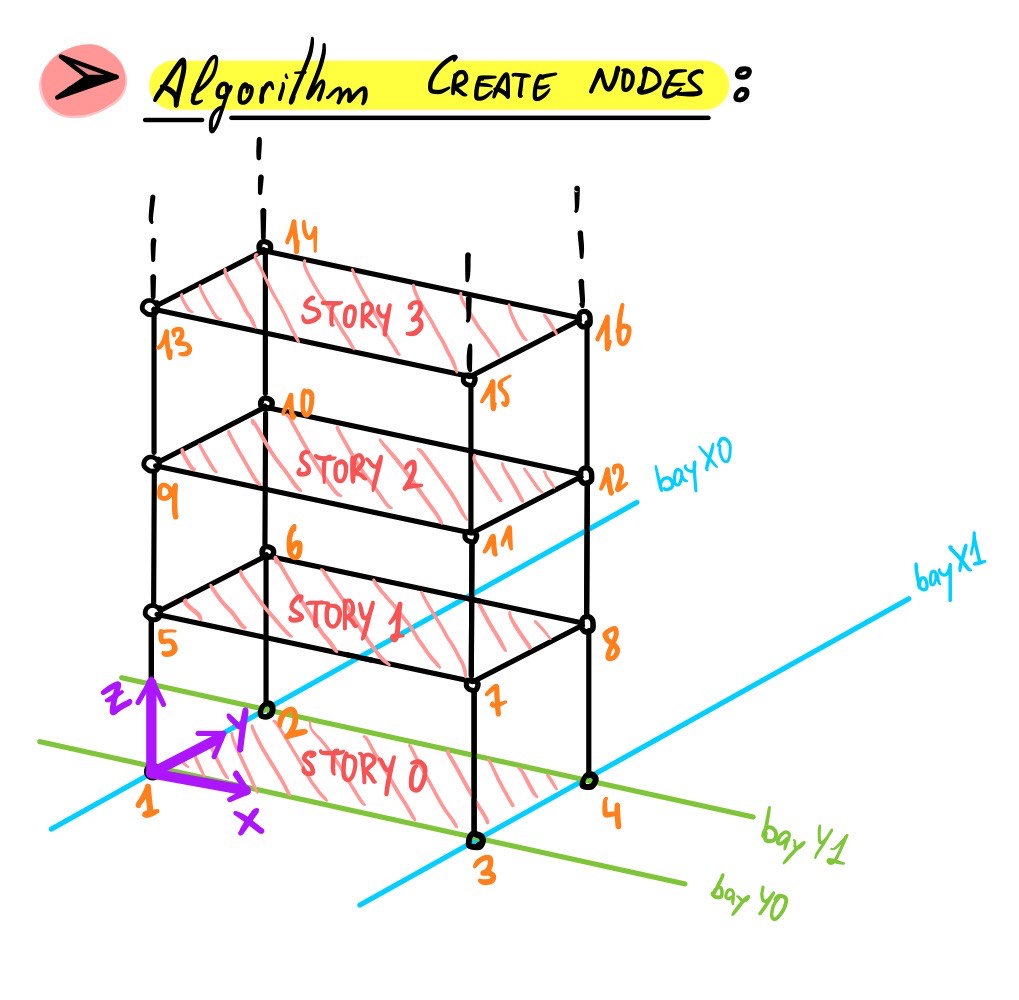 Algorithm CREATE NODES:
14
STORY 3
16
13
15
10
bay X0
STORY 2
12
9
11
bay X1
6
STORY 1
8
5
7
Z
Y
2
STORY 0
1
X
4
bay Y1
3
bay Y0